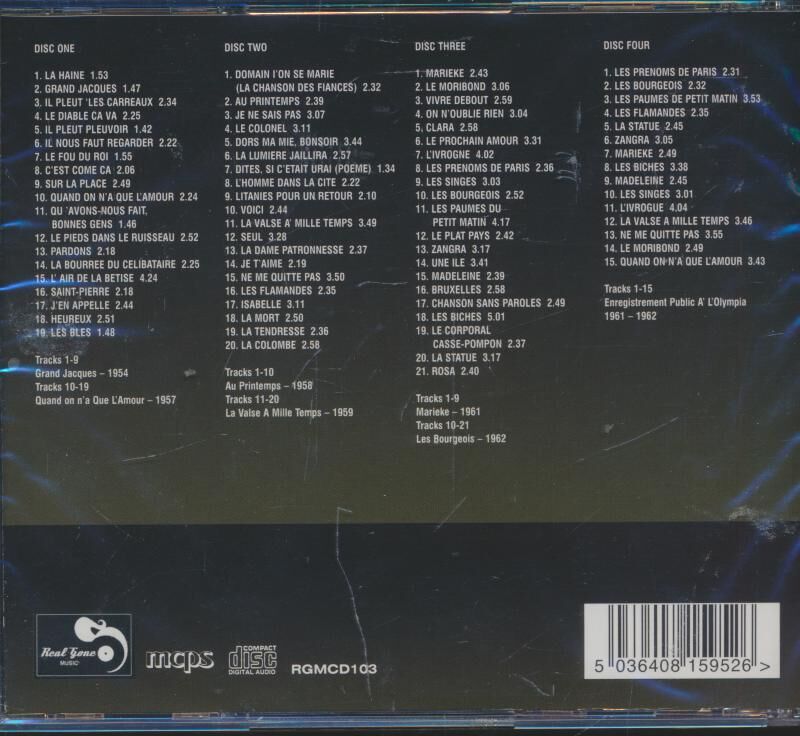 DISC ONE
1. LA HAINE 1.53
2. GRAND JACQUES 1.47
3. IL PLEUT 'LES CARREAUX 2.34
4. LE DIABLE CA VA 2.25
5. IL PLEUT PLEUVOIR 1.42
6. IL NOUS FAUT REGARDER 2.22
7. LE FOU DU ROI 1.55
8. C'EST COME CA 2.06
9. SUR LA PLACE 2.49
10. QUAND ON N'A QUE L'AMOUR 2.24
11. QU 'AVONS-NOUS FAIT,
BONNES GENS 1.46
12. LE PIEDS DANS LE RUISSEAU 2.52
13. PARDONS 2.18
14. LA BOURREE DU CELIBATAIRE 2.25
15. L' AIR DE LA BETISE 4.24
16. SAINT-PIERRE 2.18
17. J'EN APPELLE 2.44
18. HEUREUX 2.51
19. LES BLES 1.48
Tracks 1-9
Grand Jacques – 1954
Tracks 10-19
Quand on n'a Que L'Amour – 1957
DISC TWO
1. DOMAIN I'ON SE MARIE
(LA CHANSON DES FIANCES) 2.32
2. AU PRINTEMPS 2.39
3. JE NE SAIS PAS 3.07
4. LE COLONEL 3.11
5. DORS MA MIE, BONSOIR 3.44
6. LA LUMIERE JAILLIRA 2.57
7. DITES, SI C'ETAIT URAI (POEME) 1.34
8. L'HOMME DANS LA CITE 2.22
9. LITANIES POUR UN RETOUR 2.10
10. VOICI 2.44
11. LA VALSE A' MILLE TEMPS 3.49
12. SEUL 3.28
13. LA DAME PATRONNESSE 2.37
14. JE T'AIME 2.19
15. NE ME QUITTE PAS 3.50
16. LES FLAMANDES 2.35
17. ISABELLE 3.11
18. LA MORT 2.50
19. LA TENDRESSE 2.36
20. LA COLOMBE 2.58
Tracks 1-10
Au Printemps – 1958
Tracks 11-20
La Valse A Mille Temps – 1959
DISC THREE
1. MARIEKE 2.43
2. LE MORIBOND 3.06
3. VIVRE DEBOUT 2.59
4. ON N'OUBLIE RIEN 3.04
5. CLARA 2.58
6. LE PROCHAIN AMOUR 3.31
7. L'IVROGNE 4.02
8. LES PRENOMS DE PARIS 2.36
9. LES SINGES 3.03
10. LES BOURGEOIS 2.52
11. LES PAUMES DU
PETIT MATIN 4.17
12. LE PLAT PAYS 2.42
13. ZANGRA 3.17
14. UNE ILE 3.41
15. MADELEINE 2.39
16. BRUXELLES 2.58
17. CHANSON SANS PAROLES 2.49
18. LES BICHES 5.01
19. LE CORPORAL
CASSE-POMPON 2.37
20. LA STATUE 3.17
21. ROSA 2.40
Tracks 1-9
Marieke – 1961
Tracks 10-21
Les Bourgeois – 1962
DISC FOUR
1. LES PRENOMS DE PARIS 2.31
2. LES BOURGEOIS 2.32
3. LES PAUMES DE PETIT MATIN 3.53
4. LES FLAMANDES 2.35
5. LA STATUE 2.45
6. ZANGRA 3.05
7. MARIEKE 2.49
8. LES BICHES 3.38
9. MADELEINE 2.45
10. LES SINGES 3.01
11. L'IVROGUE 4.04
12. LA VALSE A MILLE TEMPS 3.46
13. NE ME QUITTE PAS 3.55
14. LE MORIBOND 2.49
15. QUAND ON N'A QUE L'AMOUR 3.43
Tracks 1-15
Enregistrement Public A' L'Olympia
1961 – 1962
Real Gone
MUSIC
mcps
COMPACT
disc
DIGITAL AUDIO
RGMCD103
5 036408 159526 >